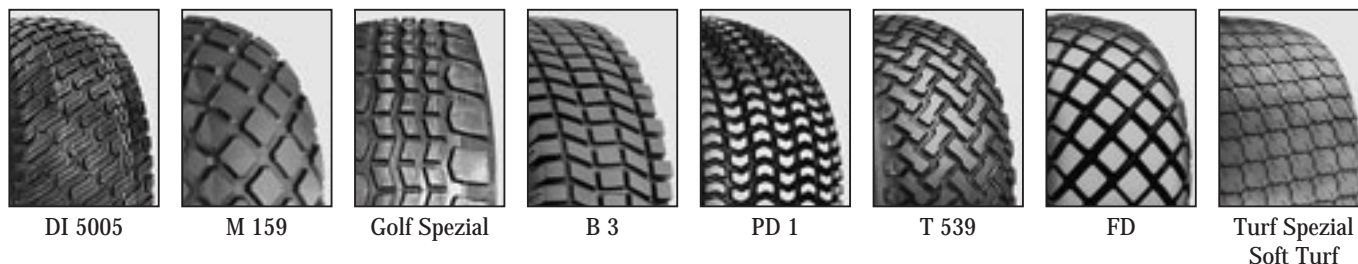 DI 5005
M 159
Golf Spezial
B 3
PD 1
T 539
FD
Turf Spezial
Soft Turf